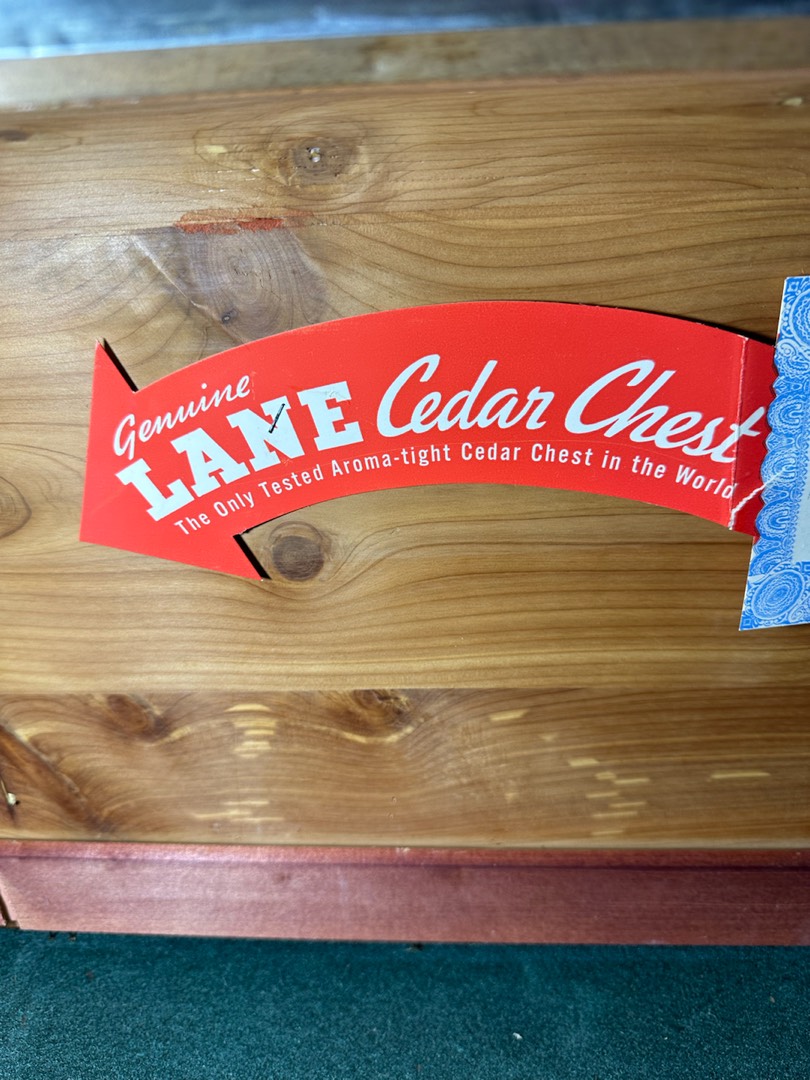 Genuine
LANE Cedar Chest
The Only Tested Aroma-tight Cedar Chest in the World